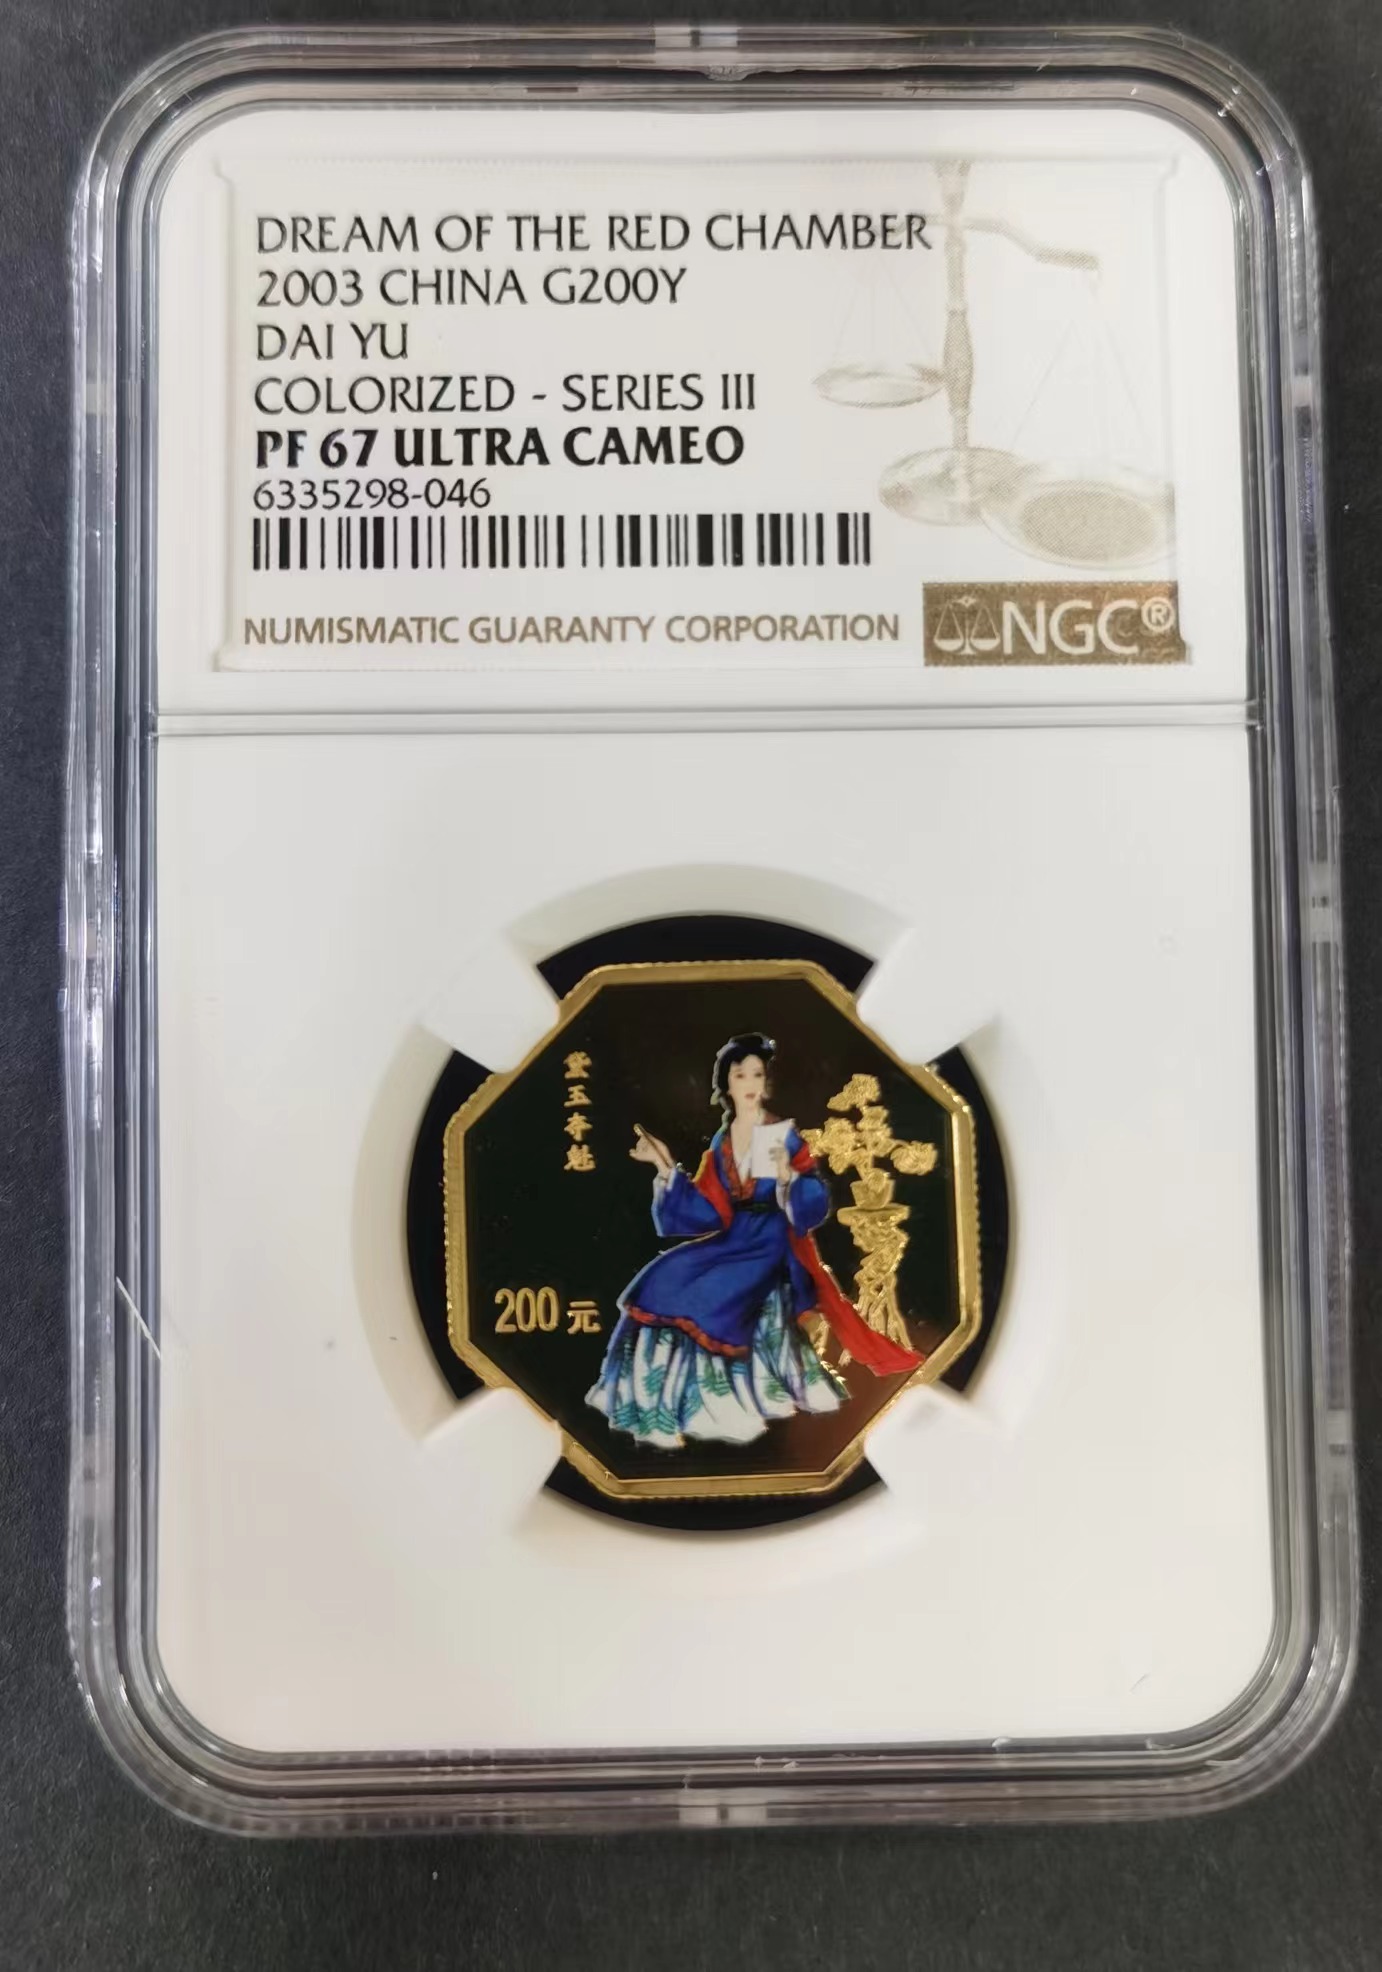 DREAM OF THE RED CHAMBER
2003 CHINA G200Y
DAI YU
COLORIZED - SERIES III
PF 67 ULTRA CAMEO
6335298-046
NUMISMATIC GUARANTY CORPORATION
NGC®
黛玉夺魁
200元